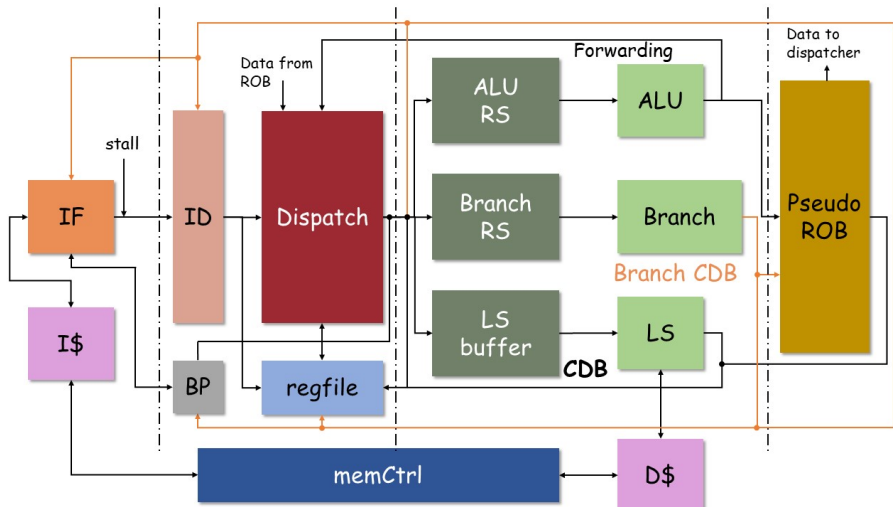 Data to
dispatcher
Forwarding
Data from
ROB
ALU
RS
ALU
stall
IF
ID
Dispatch
Branch
RS
Branch
Pseudo
ROB
Branch CDB
I$
LS
buffer
LS
CDB
BP
regfile
memCtrl
D$